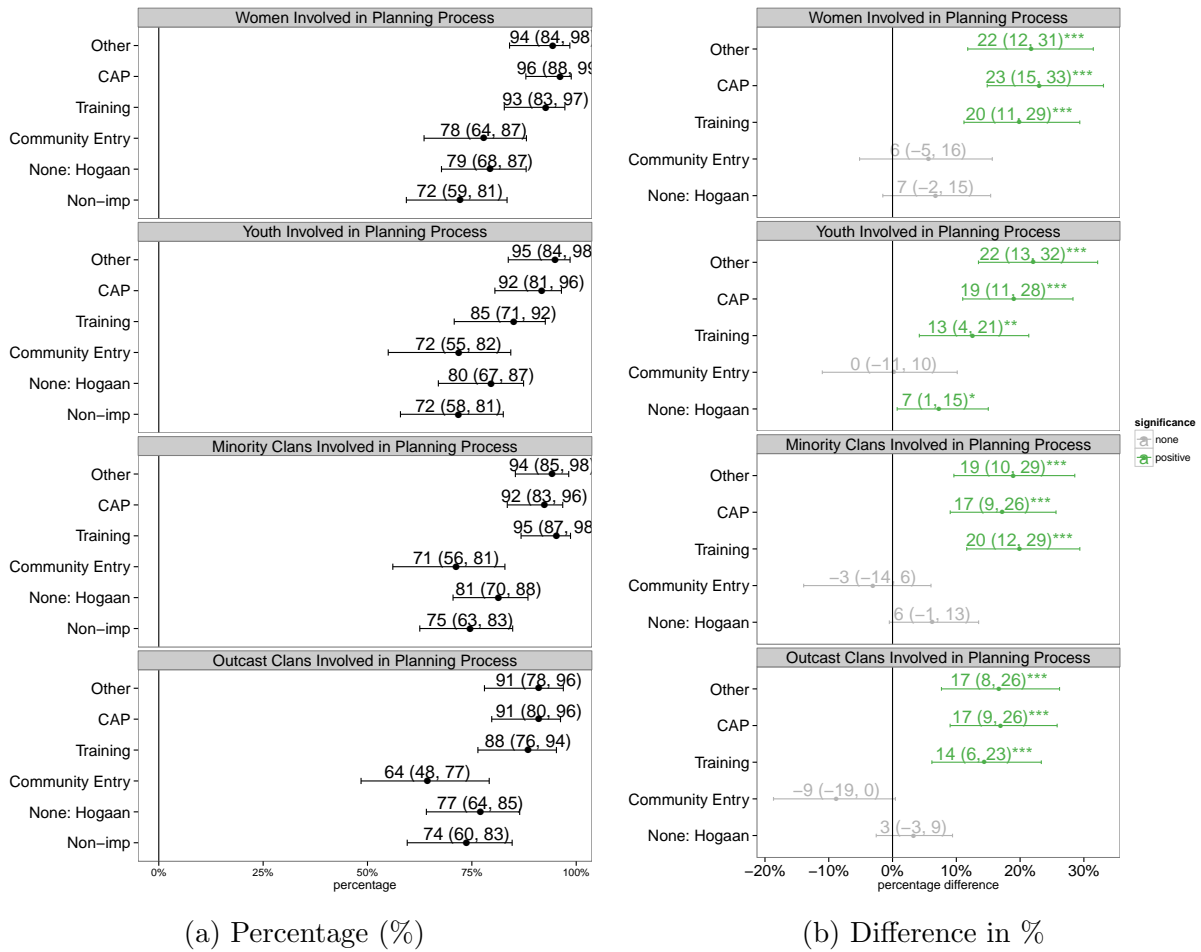 Women Involved in Planning Process
Other 94 (84, 98)
CAP 96 (88, 99
Training 93 (83, 97)
Community Entry 78 (64, 87)
None: Hogaan 79 (68, 87)
Non−imp 72 (59, 81)
Youth Involved in Planning Process
Other 95 (84, 98
CAP 92 (81, 96)
Training 85 (71, 92)
Community Entry 72 (55, 82)
None: Hogaan 80 (67, 87)
Non−imp 72 (58, 81)
Minority Clans Involved in Planning Process
Other 94 (85, 98)
CAP 92 (83, 96)
Training 95 (87, 98
Community Entry 71 (56, 81)
None: Hogaan 81 (70, 88)
Non−imp 75 (63, 83)
Outcast Clans Involved in Planning Process
Other 91 (78, 96)
CAP 91 (80, 96)
Training 88 (76, 94)
Community Entry 64 (48, 77)
None: Hogaan 77 (64, 85)
Non−imp 74 (60, 83)
0% 25% 50% 75% 100%
percentage
(a) Percentage (%)
Women Involved in Planning Process
Other 22 (12, 31)***
CAP 23 (15, 33)***
Training 20 (11, 29)***
Community Entry 6 (−5, 16)
None: Hogaan 7 (−2, 15)
Youth Involved in Planning Process
Other 22 (13, 32)***
CAP 19 (11, 28)***
Training 13 (4, 21)**
Community Entry 0 (−11, 10)
None: Hogaan 7 (1, 15)*
Minority Clans Involved in Planning Process
Other 19 (10, 29)***
CAP 17 (9, 26)***
Training 20 (12, 29)***
Community Entry −3 (−14, 6)
None: Hogaan 6 (−1, 13)
Outcast Clans Involved in Planning Process
Other 17 (8, 26)***
CAP 17 (9, 26)***
Training 14 (6, 23)***
Community Entry −9 (−19, 0)
None: Hogaan 3 (−3, 9)
−20% −10% 0% 10% 20% 30%
percentage difference
(b) Difference in %
significance
a none
a positive